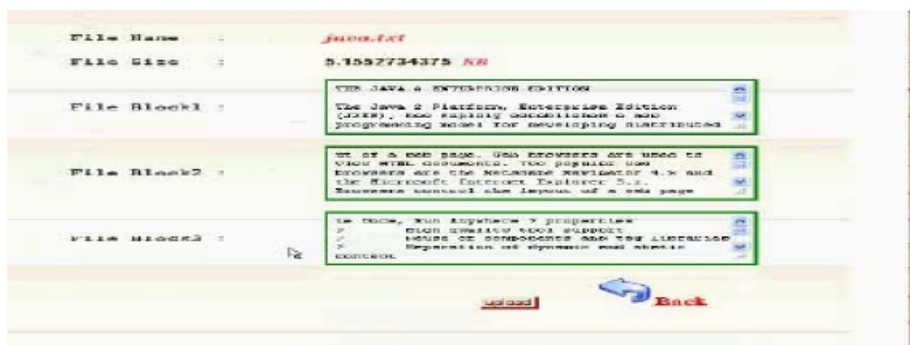 File Name : java.txt
File Size : 5.1552734375 KB
File Block1 :
THE JAVA 2 ENTERPRISE EDITION
The Java 2 Platform, Enterprise Edition
(J2EE), has rapidly established a new
programming model for developing distributed
File Block2 :
nt of a web page. Web browsers are used to
view HTML documents. Two popular Web
browsers are the Netscape Navigator 4.x and
the Microsoft Internet Explorer 5.x.
Browsers control the layout of a web page
File Block3 :
te Once, Run Anywhere ? properties
? High quality tool support
? Reuse of components and tag libraries
? Separation of dynamic and static
content
upload
Back